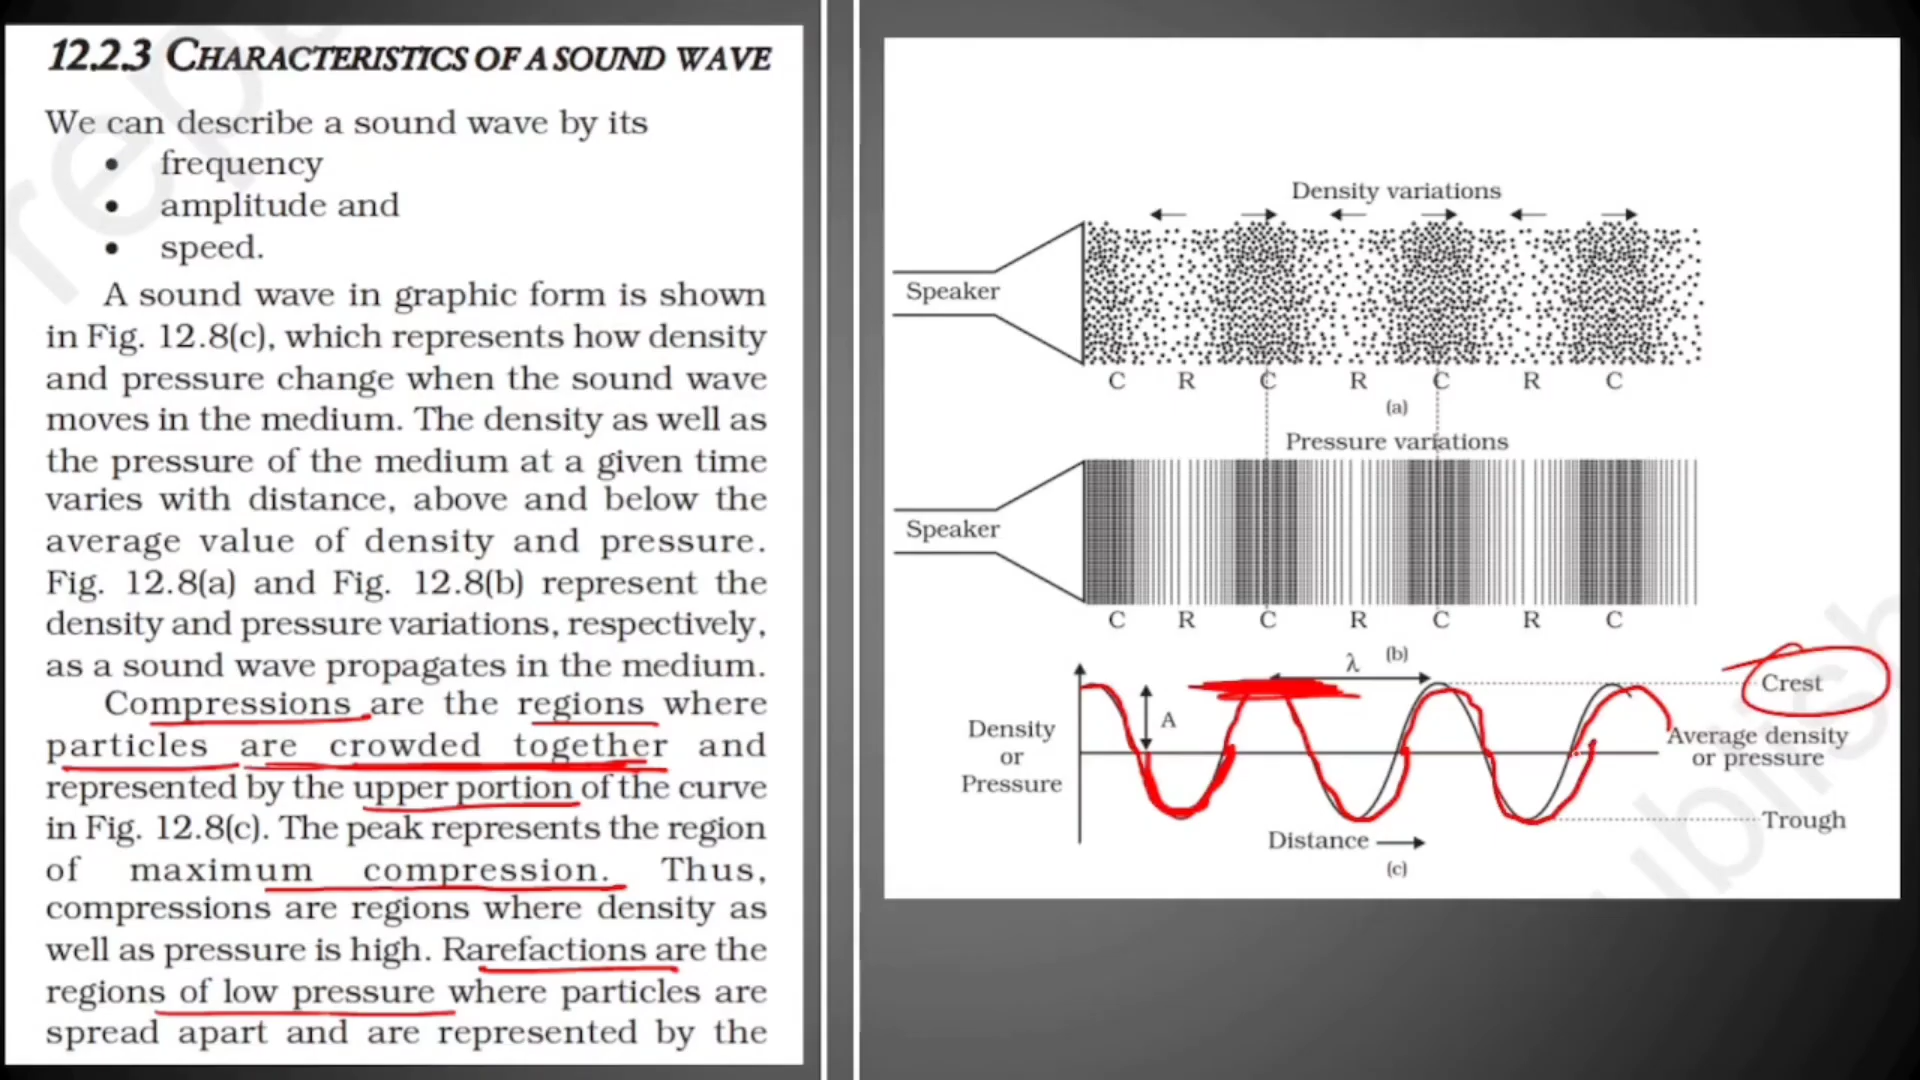 12.2.3 CHARACTERISTICS OF A SOUND WAVE
We can describe a sound wave by its
• frequency
• amplitude and
• speed.
A sound wave in graphic form is shown
in Fig. 12.8(c), which represents how density
and pressure change when the sound wave
moves in the medium. The density as well as
the pressure of the medium at a given time
varies with distance, above and below the
average value of density and pressure.
Fig. 12.8(a) and Fig. 12.8(b) represent the
density and pressure variations, respectively,
as a sound wave propagates in the medium.
Compressions are the regions where
particles are crowded together and
represented by the upper portion of the curve
in Fig. 12.8(c). The peak represents the region
of maximum compression. Thus,
compressions are regions where density as
well as pressure is high. Rarefactions are the
regions of low pressure where particles are
spread apart and are represented by the
Density variations
Speaker
C R C R C R C
(a)
Pressure variations
Speaker
C R C R C R C
(b)
λ
Crest
A
Density
or
Pressure
Average density
or pressure
Trough
Distance
(c)